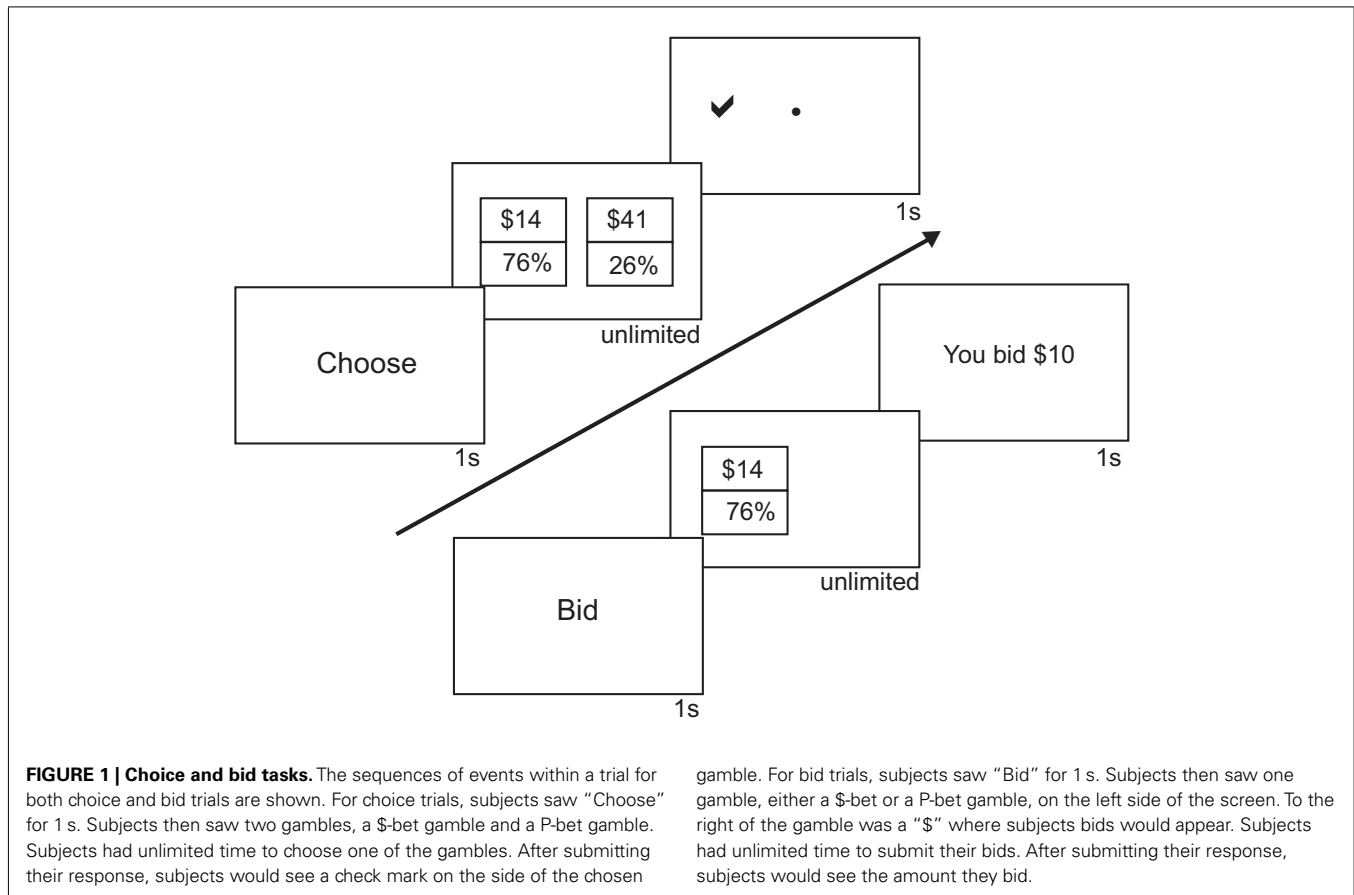 $14
$41
76%
26%
1s
unlimited
Choose
1s
You bid $10
1s
$14
76%
unlimited
Bid
1s
FIGURE 1 | Choice and bid tasks. The sequences of events within a trial for
both choice and bid trials are shown. For choice trials, subjects saw “Choose”
for 1 s. Subjects then saw two gambles, a $-bet gamble and a P-bet gamble.
Subjects had unlimited time to choose one of the gambles. After submitting
their response, subjects would see a check mark on the side of the chosen
gamble. For bid trials, subjects saw “Bid” for 1 s. Subjects then saw one
gamble, either a $-bet or a P-bet gamble, on the left side of the screen. To the
right of the gamble was a “$” where subjects bids would appear. Subjects
had unlimited time to submit their bids. After submitting their response,
subjects would see the amount they bid.